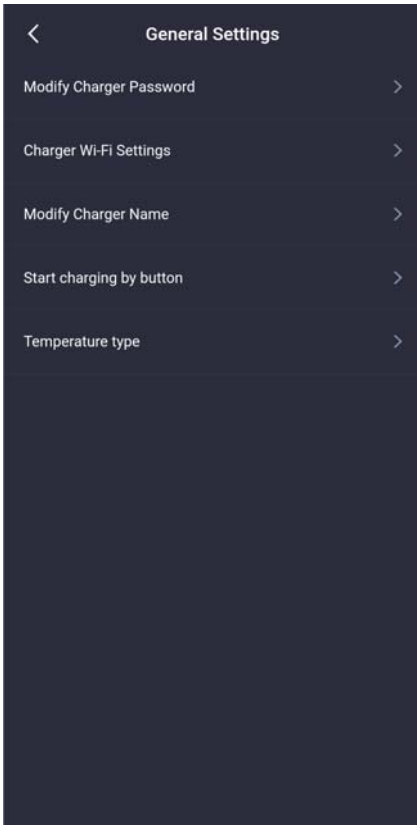 General Settings
Modify Charger Password
Charger Wi-Fi Settings
Modify Charger Name
Start charging by button
Temperature type